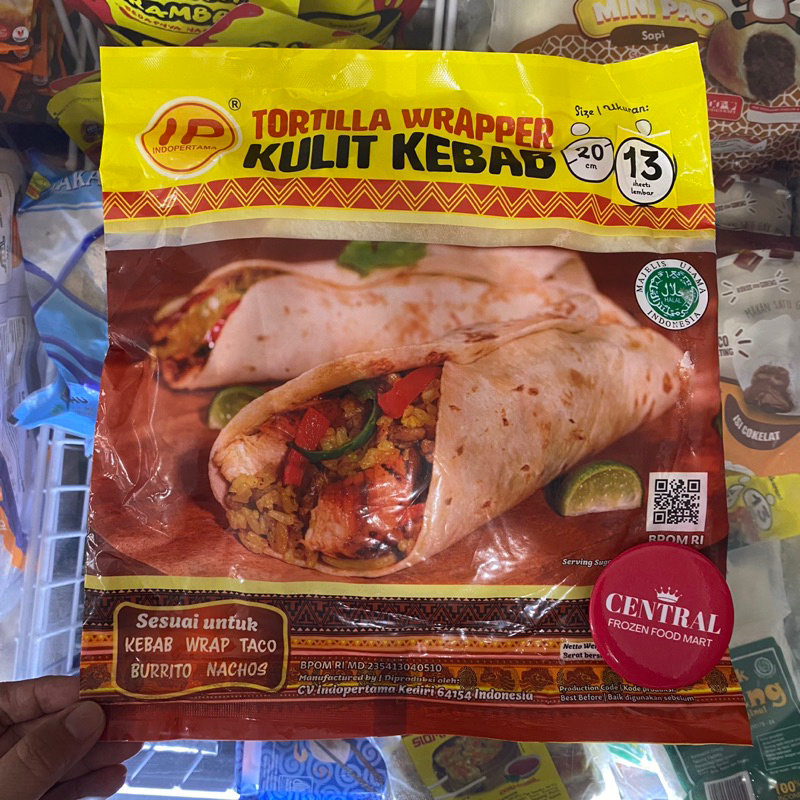 MINI PAO
Sapi
IP
®
INDOPERTAMA
TORTILLA WRAPPER
KULIT KEBAB
Size | Ukuran:
20
cm
13
sheets
lembar
MAJELIS ULAMA
HALAL
INDONESIA
ISI COKELAT
BPOM RI
Serving
CENTRAL
FROZEN FOOD MART
Sesuai untuk
KEBAB WRAP TACO
BURRITO NACHOS
Netto
Berat
BPOM RI MD 235413040510
Manufactured by | Diproduksi oleh:
CV Indopertama Kediri 64154 Indonesia
Production Code | Kode
Best Before | Baik digunakan sebelum